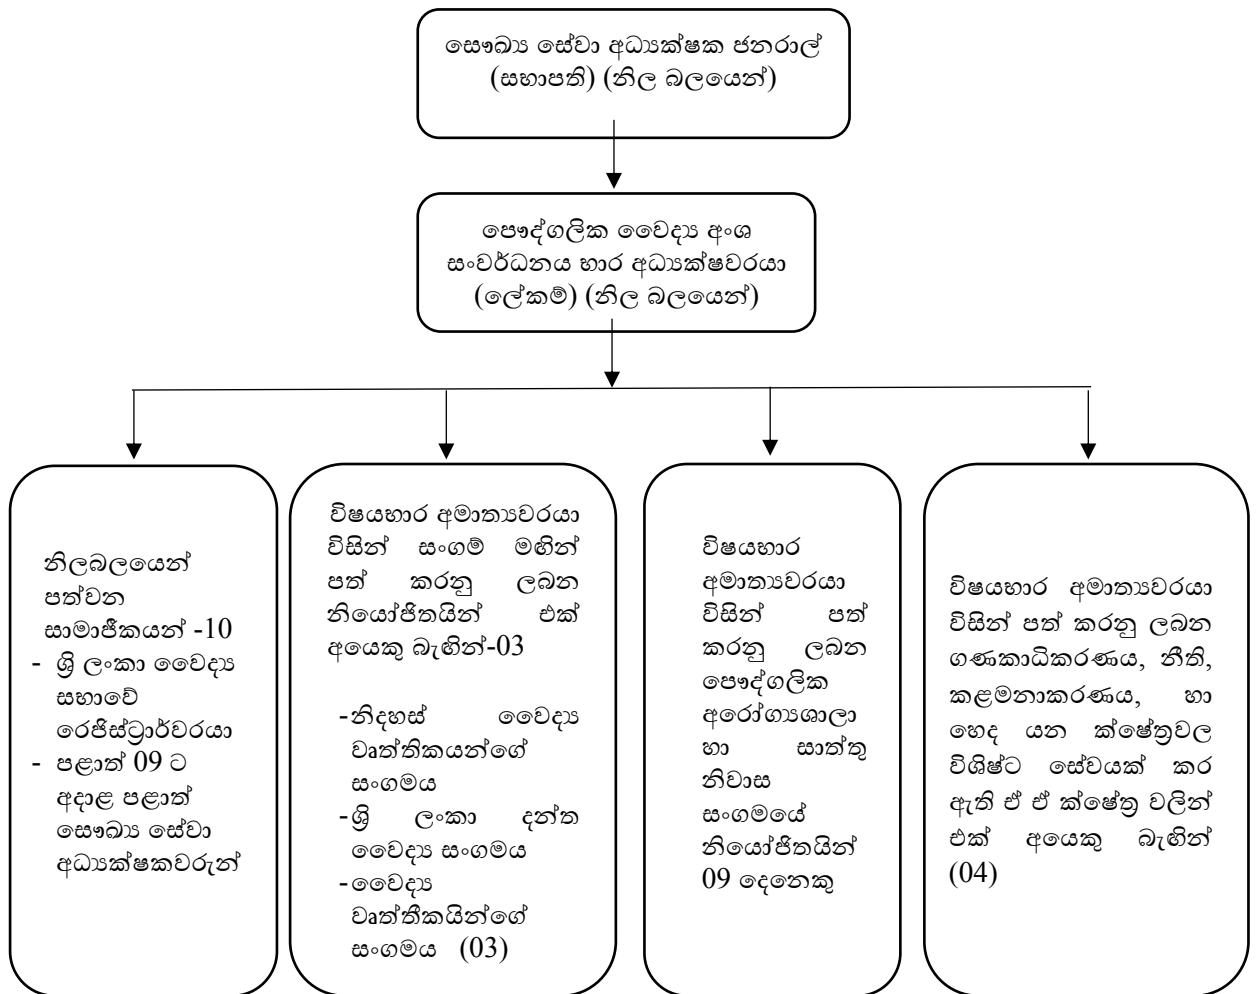 සෞඛ්‍ය සේවා අධ්‍යක්ෂක ජනරාල්
(සභාපති) (නිල බලයෙන්)
පෞද්ගලික වෛද්‍ය අංශ
සංවර්ධනය භාර අධ්‍යක්ෂවරයා
(ලේකම්) (නිල බලයෙන්)
නිලබලයෙන්
පත්වන
සාමාජිකයන් -10
- ශ්‍රි ලංකා වෛද්‍ය
සභාවේ
රෙජිස්ට්‍රාර්වරයා
- පළාත් 09 ට
අදාළ පළාත්
සෞඛ්‍ය සේවා
අධ්‍යක්ෂකවරුන්
විෂයභාර අමාත්‍යවරයා
විසින් සංගම් මඟින්
පත් කරනු ලබන
නියෝජිතයින් එක්
අයෙකු බැඟින්-03
-නිදහස් වෛද්‍ය
වෘත්තිකයන්ගේ
සංගමය
-ශ්‍රි ලංකා දන්ත
වෛද්‍ය සංගමය
-වෛද්‍ය
වෘත්තීකයින්ගේ
සංගමය (03)
විෂයභාර
අමාත්‍යවරයා
විසින් පත්
කරනු ලබන
පෞද්ගලික
අරෝග්‍යශාලා
හා සාත්තු
නිවාස
සංගමයේ
නියෝජිතයින්
09 දෙනෙකු
විෂයභාර අමාත්‍යවරයා
විසින් පත් කරනු ලබන
ගණකාධිකරණය, නීති,
කළමනාකරණය, හා
හෙද යන ක්ෂේත්‍රවල
විශිෂ්ට සේවයක් කර
ඇති ඒ ඒ ක්ෂේත්‍ර වලින්
එක් අයෙකු බැඟින්
(04)